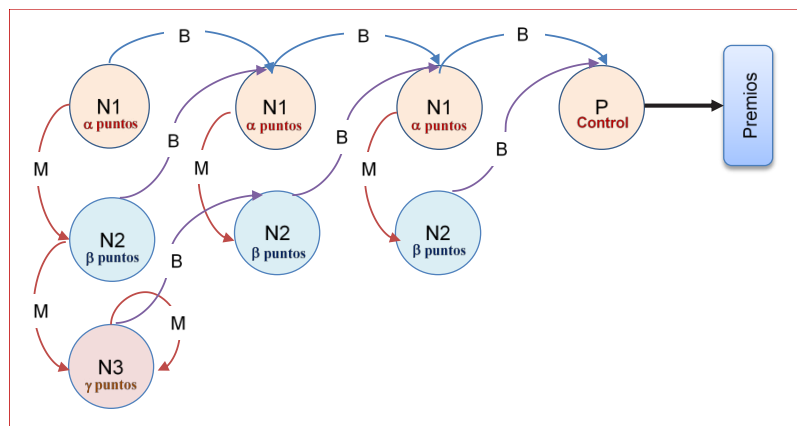 B
B
B
N1
α puntos
N1
α puntos
N1
α puntos
P
Control
Premios
M
B
M
B
M
B
N2
β puntos
N2
β puntos
N2
β puntos
B
M
M
N3
γ puntos